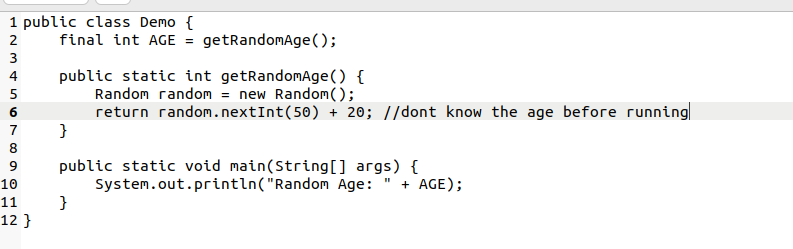 1 public class Demo {
2     final int AGE = getRandomAge();
3
4     public static int getRandomAge() {
5         Random random = new Random();
6         return random.nextInt(50) + 20; //dont know the age before running
7     }
8
9     public static void main(String[] args) {
10         System.out.println("Random Age: " + AGE);
11     }
12 }